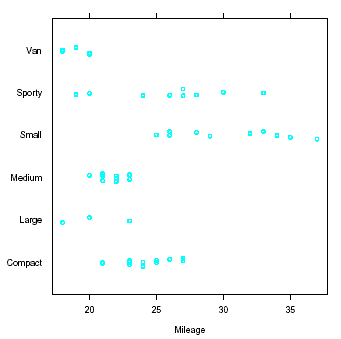 Van
Sporty
Small
Medium
Large
Compact
20 25 30 35
Mileage